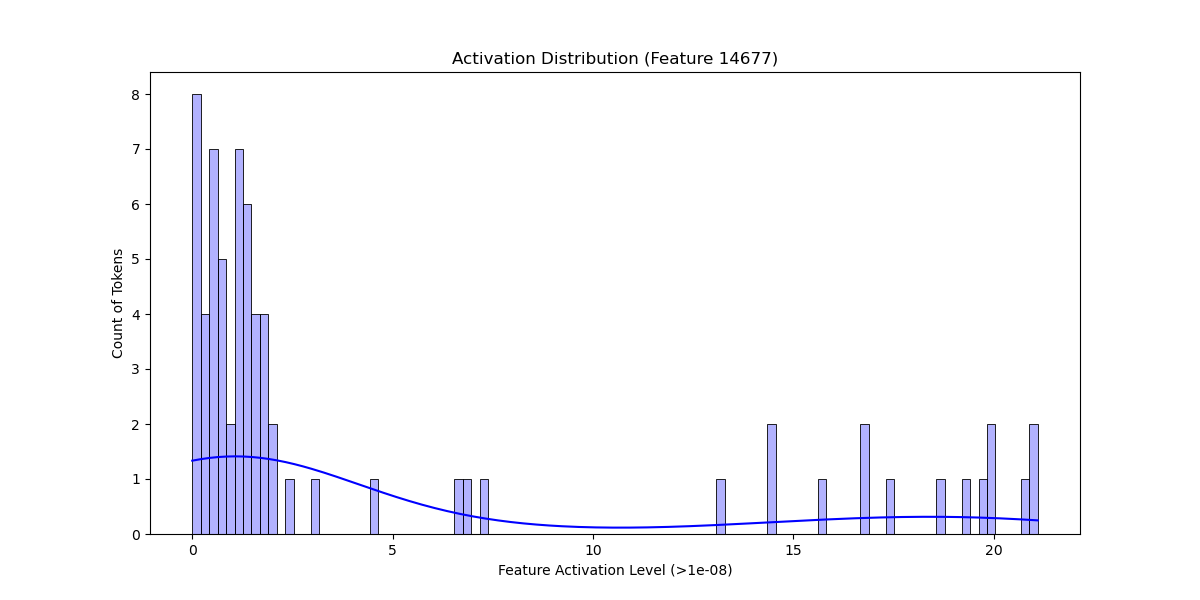 Activation Distribution (Feature 14677)
8
7
6
5
4
3
2
1
0
Count of Tokens
0 5 10 15 20
Feature Activation Level (>1e-08)